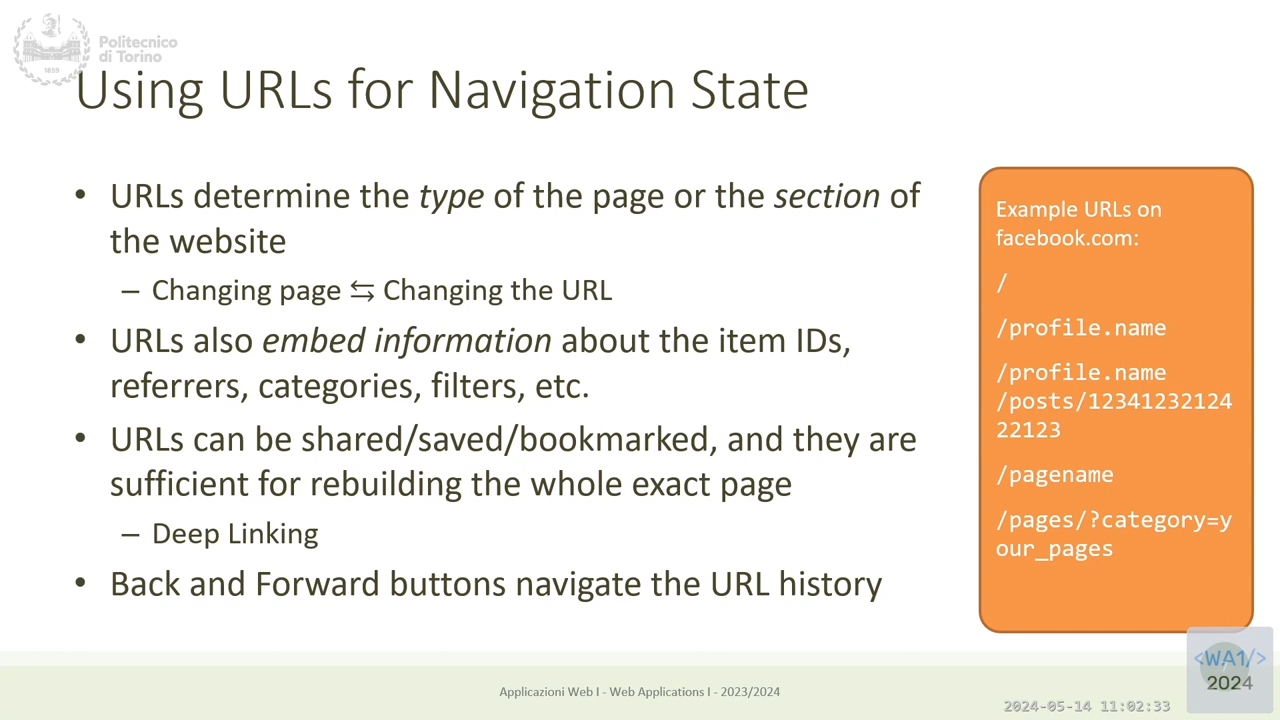 Politecnico
di Torino
1859
Using URLs for Navigation State
• URLs determine the type of the page or the section of
the website
– Changing page ⇆ Changing the URL
• URLs also embed information about the item IDs,
referrers, categories, filters, etc.
• URLs can be shared/saved/bookmarked, and they are
sufficient for rebuilding the whole exact page
– Deep Linking
• Back and Forward buttons navigate the URL history
Example URLs on
facebook.com:
/
/profile.name
/profile.name
/posts/12341232124
22123
/pagename
/pages/?category=y
our_pages
Applicazioni Web I - Web Applications I - 2023/2024
<WA1/>
2024
2024-05-14 11:02:33